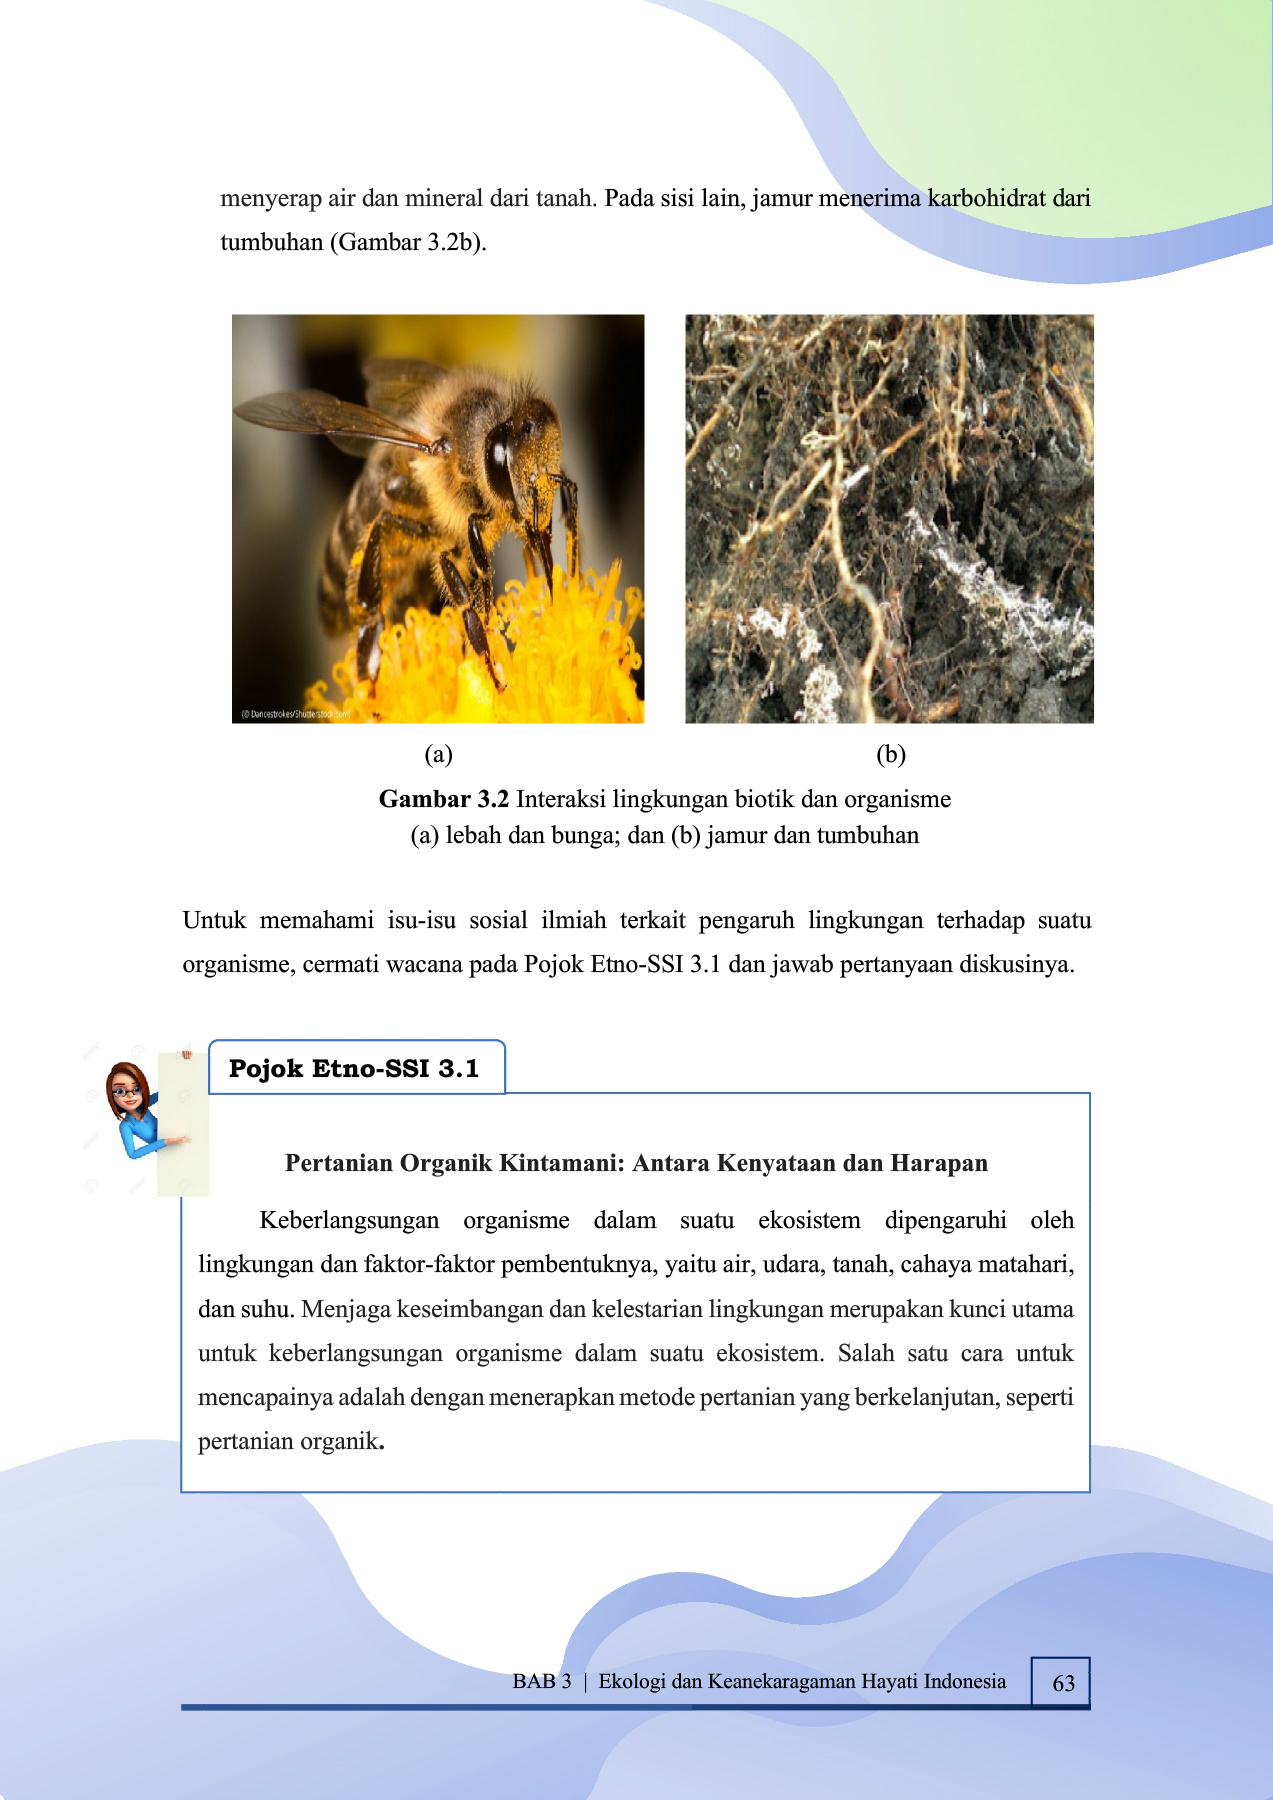 menyerap air dan mineral dari tanah. Pada sisi lain, jamur menerima karbohidrat dari
tumbuhan (Gambar 3.2b).
(© Dancestrokes/Shutterstock.com)
(a)
(b)
Gambar 3.2 Interaksi lingkungan biotik dan organisme
(a) lebah dan bunga; dan (b) jamur dan tumbuhan
Untuk memahami isu-isu sosial ilmiah terkait pengaruh lingkungan terhadap suatu
organisme, cermati wacana pada Pojok Etno-SSI 3.1 dan jawab pertanyaan diskusinya.
Pojok Etno-SSI 3.1
Pertanian Organik Kintamani: Antara Kenyataan dan Harapan
Keberlangsungan organisme dalam suatu ekosistem dipengaruhi oleh
lingkungan dan faktor-faktor pembentuknya, yaitu air, udara, tanah, cahaya matahari,
dan suhu. Menjaga keseimbangan dan kelestarian lingkungan merupakan kunci utama
untuk keberlangsungan organisme dalam suatu ekosistem. Salah satu cara untuk
mencapainya adalah dengan menerapkan metode pertanian yang berkelanjutan, seperti
pertanian organik.
BAB 3 | Ekologi dan Keanekaragaman Hayati Indonesia
63